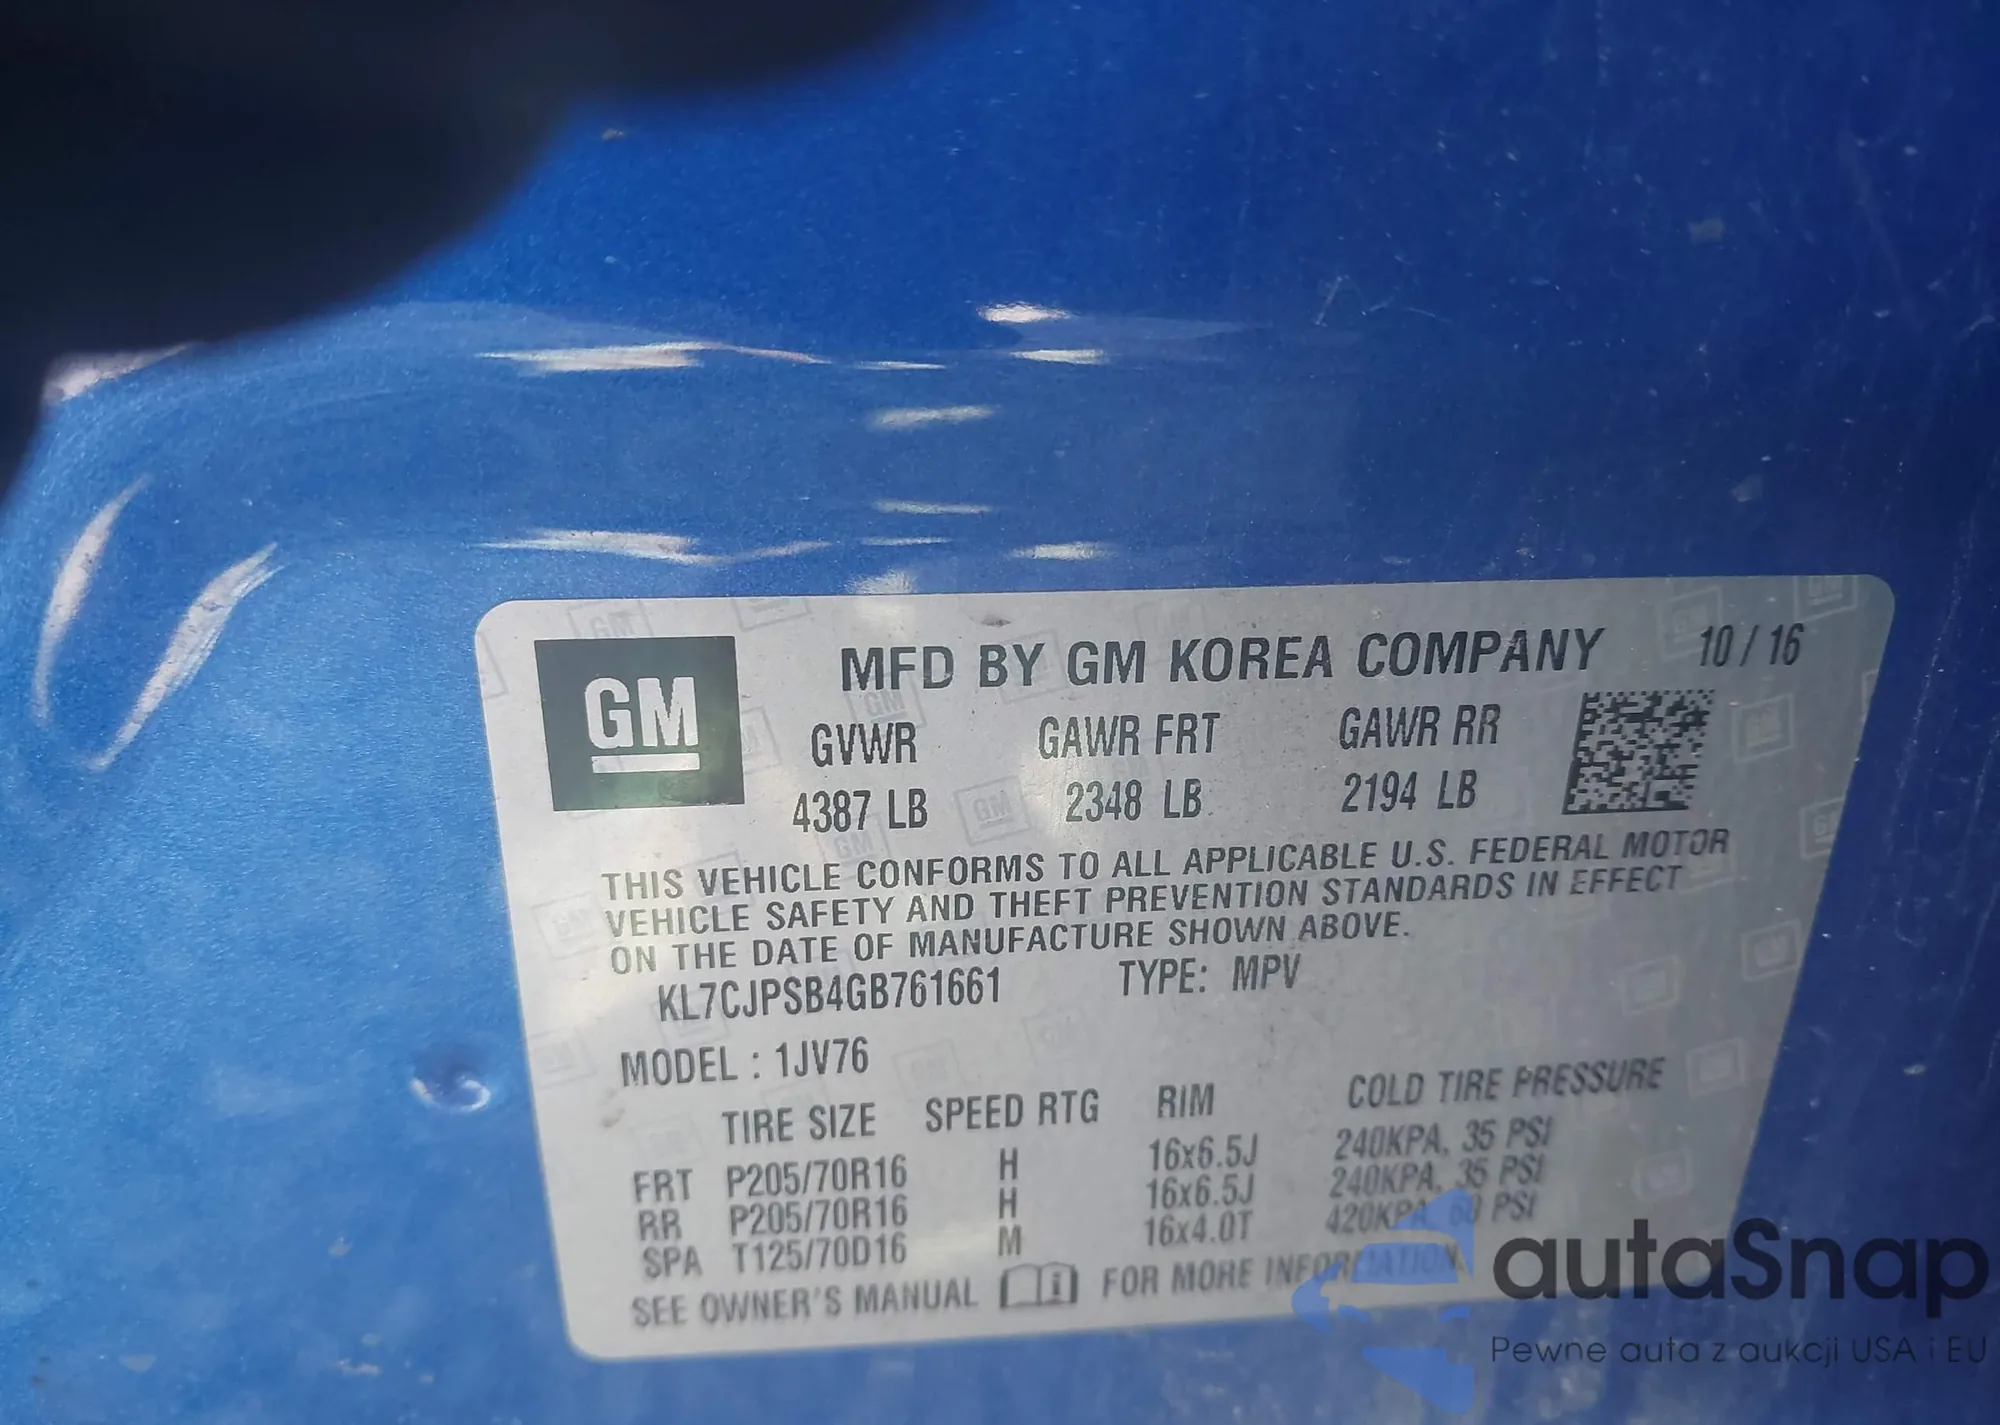 GM
MFD BY GM KOREA COMPANY 10 / 16
GVWR GAWR FRT GAWR RR
4387 LB 2348 LB 2194 LB
THIS VEHICLE CONFORMS TO ALL APPLICABLE U.S. FEDERAL MOTOR
VEHICLE SAFETY AND THEFT PREVENTION STANDARDS IN EFFECT
ON THE DATE OF MANUFACTURE SHOWN ABOVE.
KL7CJPSB4GB761661 TYPE: MPV
MODEL : 1JV76
TIRE SIZE SPEED RTG RIM COLD TIRE PRESSURE
FRT P205/70R16 H 16x6.5J 240KPA, 35 PSI
RR P205/70R16 H 16x6.5J 240KPA, 35 PSI
SPA T125/70D16 M 16x4.0T 420KPA, 60 PSI
SEE OWNER'S MANUAL FOR MORE INFORMATION.
autaSnap
Pewne auta z aukcji USA i EU